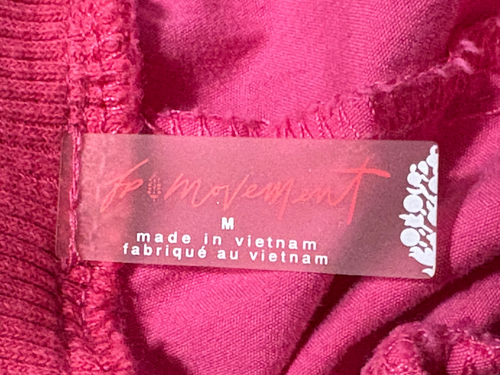 fp movement
M
made in vietnam
fabriqué au vietnam